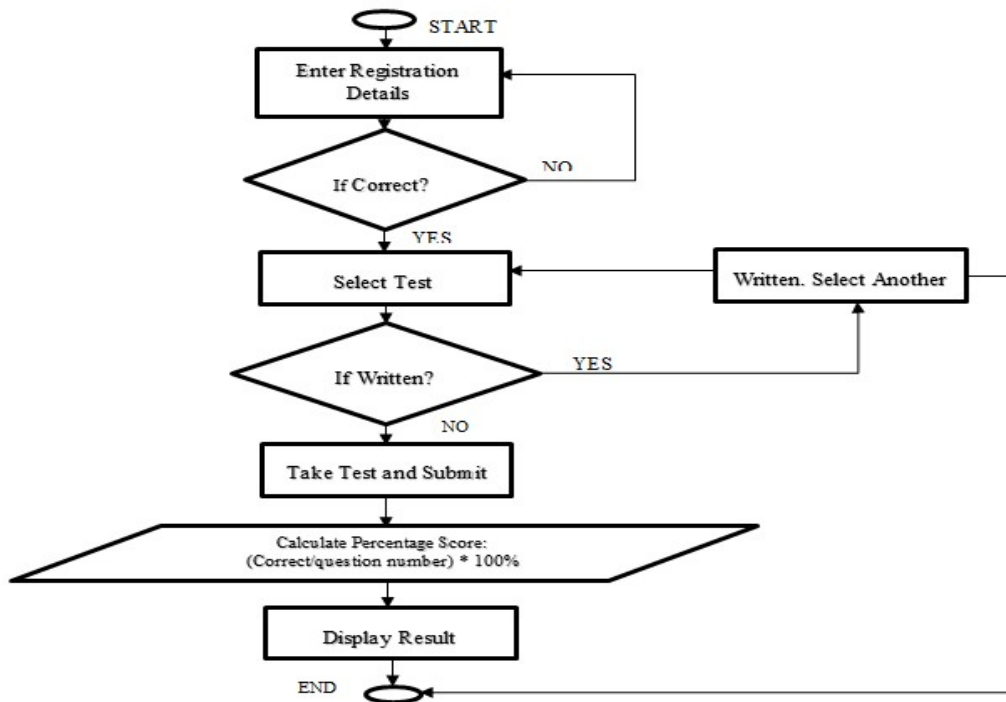 START
Enter Registration
Details
If Correct?
NO
YES
Select Test
Written. Select Another
If Written?
YES
NO
Take Test and Submit
Calculate Percentage Score:
(Correct/question number) * 100%
Display Result
END